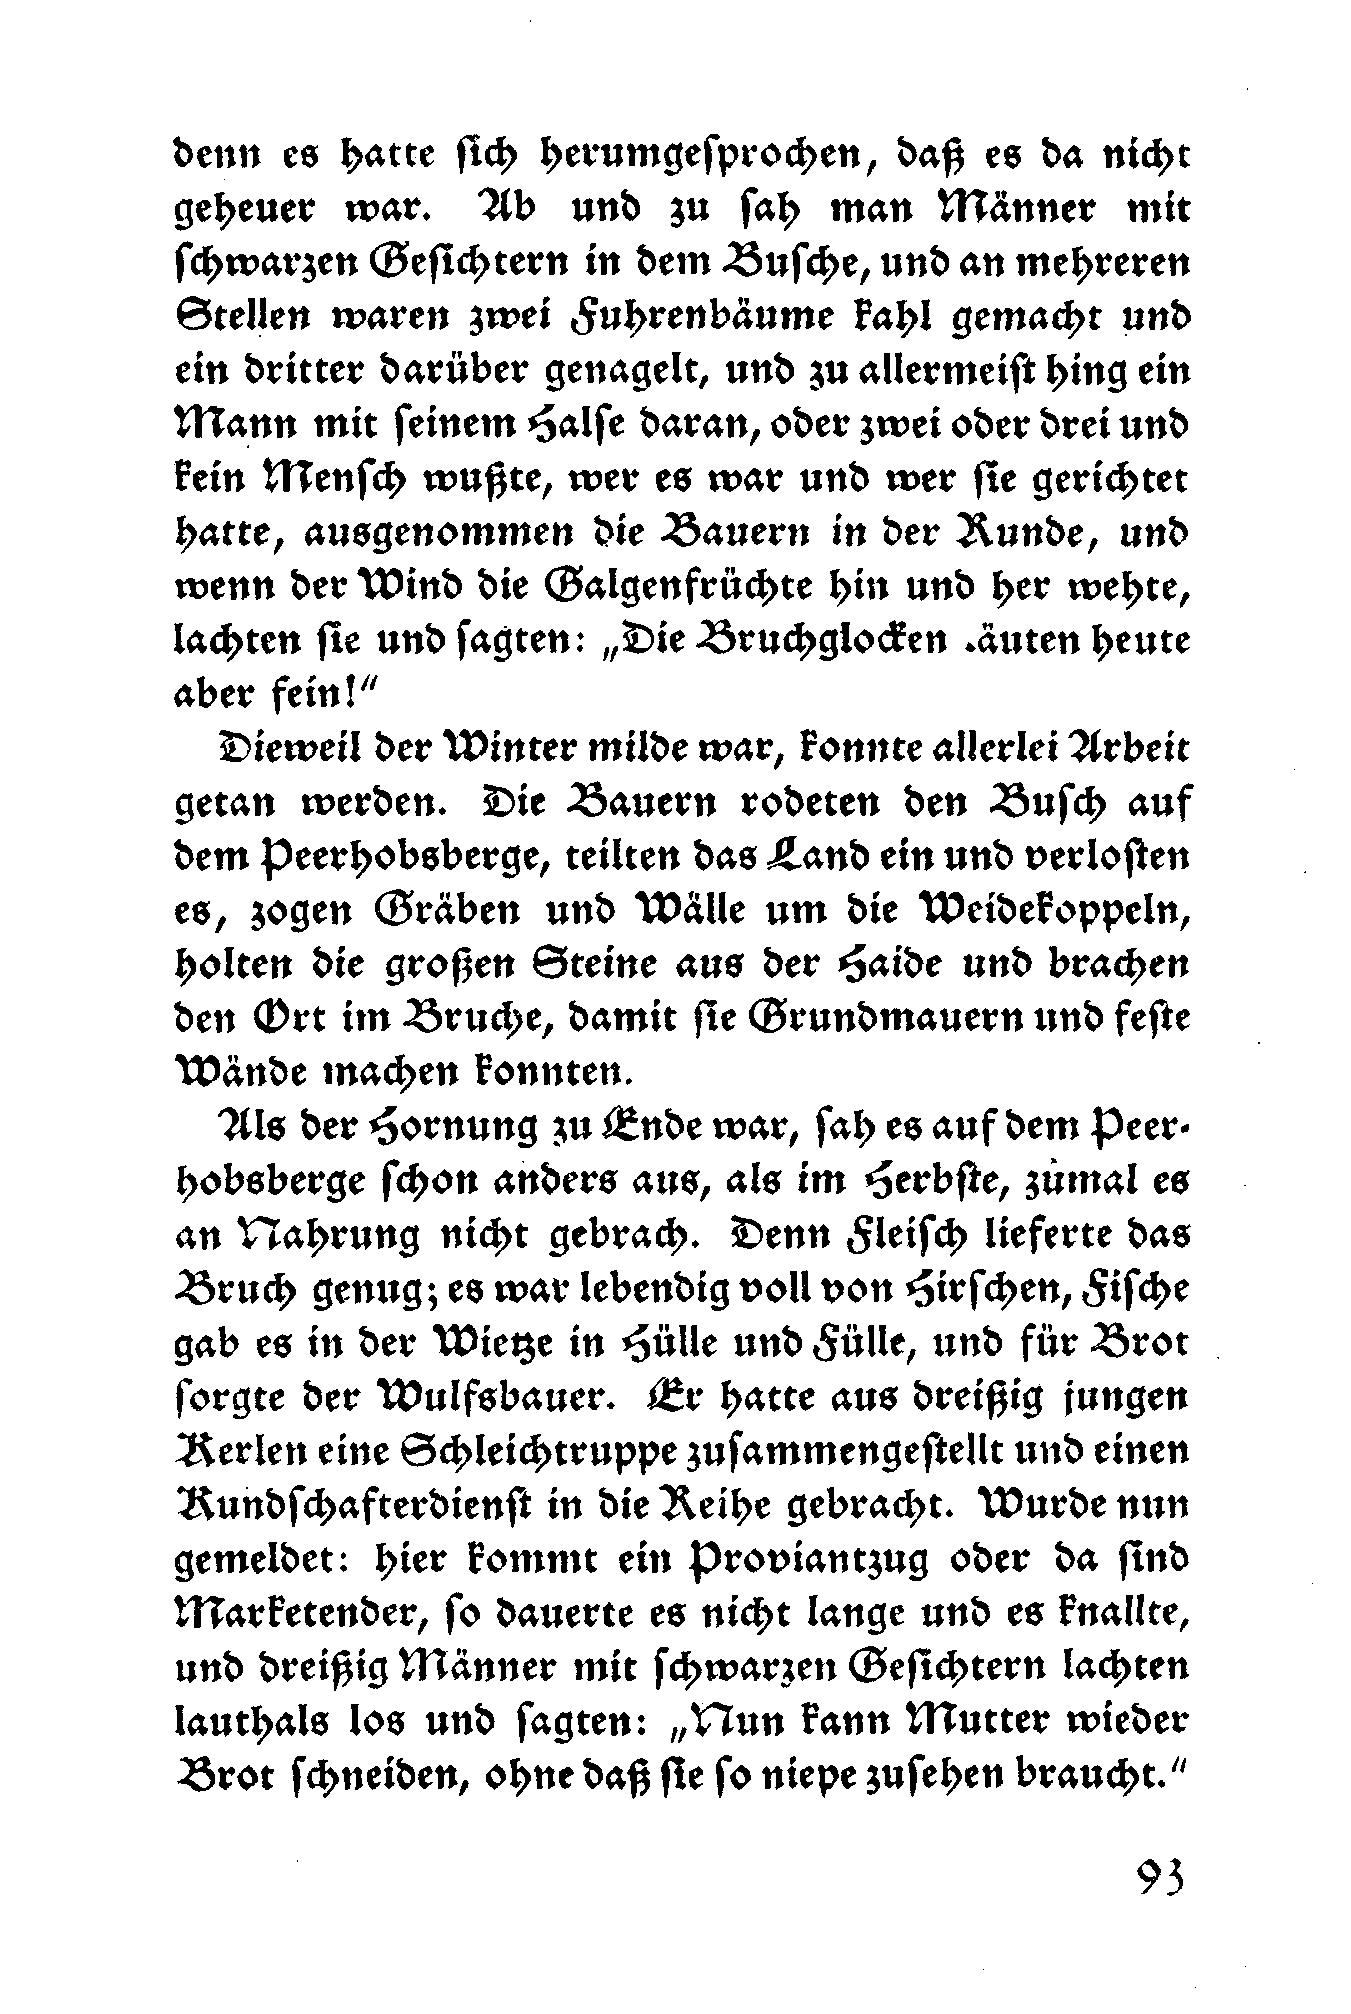 denn es hatte sich herumgesprochen, daß es da nicht
geheuer war. Ab und zu sah man Männer mit
schwarzen Gesichtern in dem Busche, und an mehreren
Stellen waren zwei Fuhrenbäume kahl gemacht und
ein dritter darüber genagelt, und zu allermeist hing ein
Mann mit seinem Halse daran, oder zwei oder drei und
kein Mensch wußte, wer es war und wer sie gerichtet
hatte, ausgenommen die Bauern in der Runde, und
wenn der Wind die Galgenfrüchte hin und her wehte,
lachten sie und sagten: „Die Bruchglocken läuten heute
aber fein!“
Dieweil der Winter milde war, konnte allerlei Arbeit
getan werden. Die Bauern rodeten den Busch auf
dem Peerhobsberge, teilten das Land ein und verlosten
es, zogen Gräben und Wälle um die Weidekoppeln,
holten die großen Steine aus der Haide und brachen
den Ort im Bruche, damit sie Grundmauern und feste
Wände machen konnten.
Als der Hornung zu Ende war, sah es auf dem Peer-
hobsberge schon anders aus, als im Herbste, zumal es
an Nahrung nicht gebrach. Denn Fleisch lieferte das
Bruch genug; es war lebendig voll von Hirschen, Fische
gab es in der Wietze in Hülle und Fülle, und für Brot
sorgte der Wulfsbauer. Er hatte aus dreißig jungen
Kerlen eine Schleichtruppe zusammengestellt und einen
Kundschafterdienst in die Reihe gebracht. Wurde nun
gemeldet: hier kommt ein Proviantzug oder da sind
Marketender, so dauerte es nicht lange und es knallte,
und dreißig Männer mit schwarzen Gesichtern lachten
lauthals los und sagten: „Nun kann Mutter wieder
Brot schneiden, ohne daß sie so niepe zusehen braucht.“
93